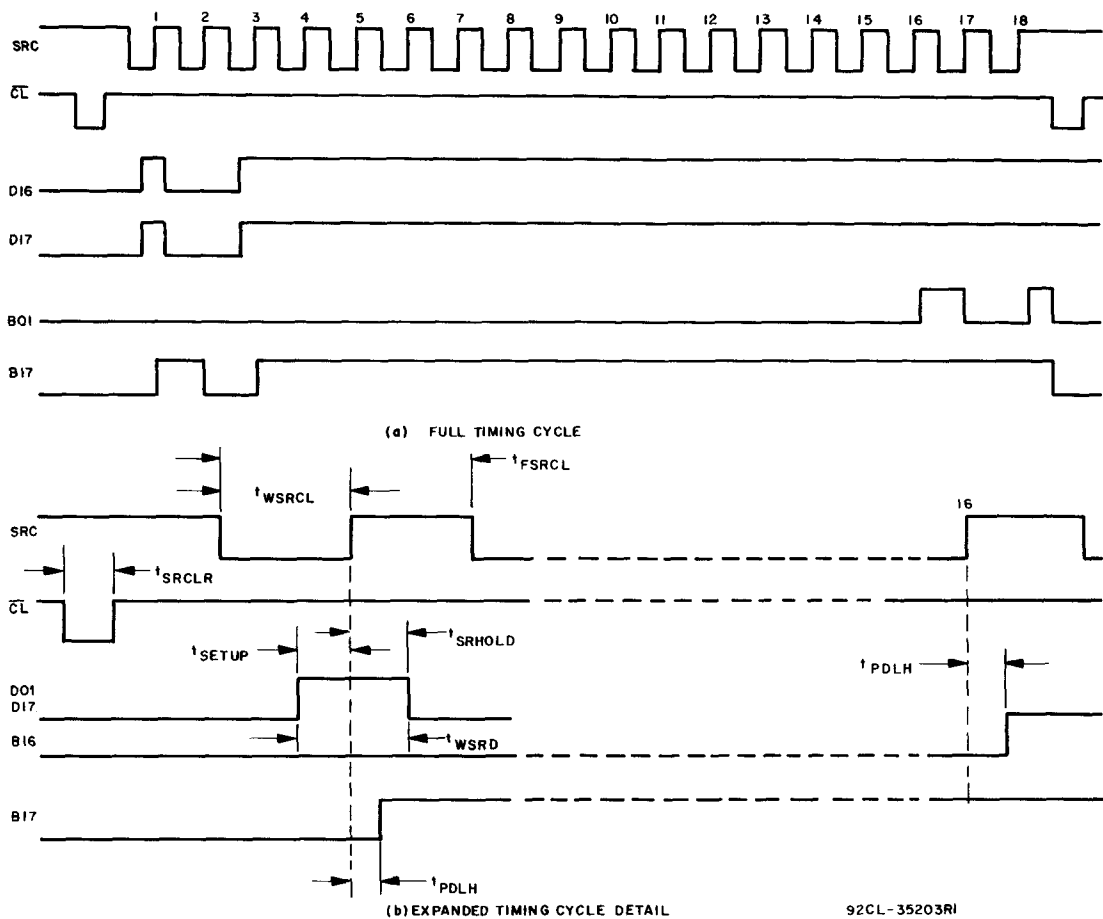 1 2 3 4 5 6 7 8 9 10 11 12 13 14 15 16 17 18
SRC
CL
D16
D17
B01
B17
(a) FULL TIMING CYCLE
tFSRCL
tWSRCL
16
SRC
tSRCLR
CL
tSETUP
tSRHOLD
tPDLH
D01
D17
B16
tWSRD
B17
tPDLH
(b) EXPANDED TIMING CYCLE DETAIL
92CL-35203R1